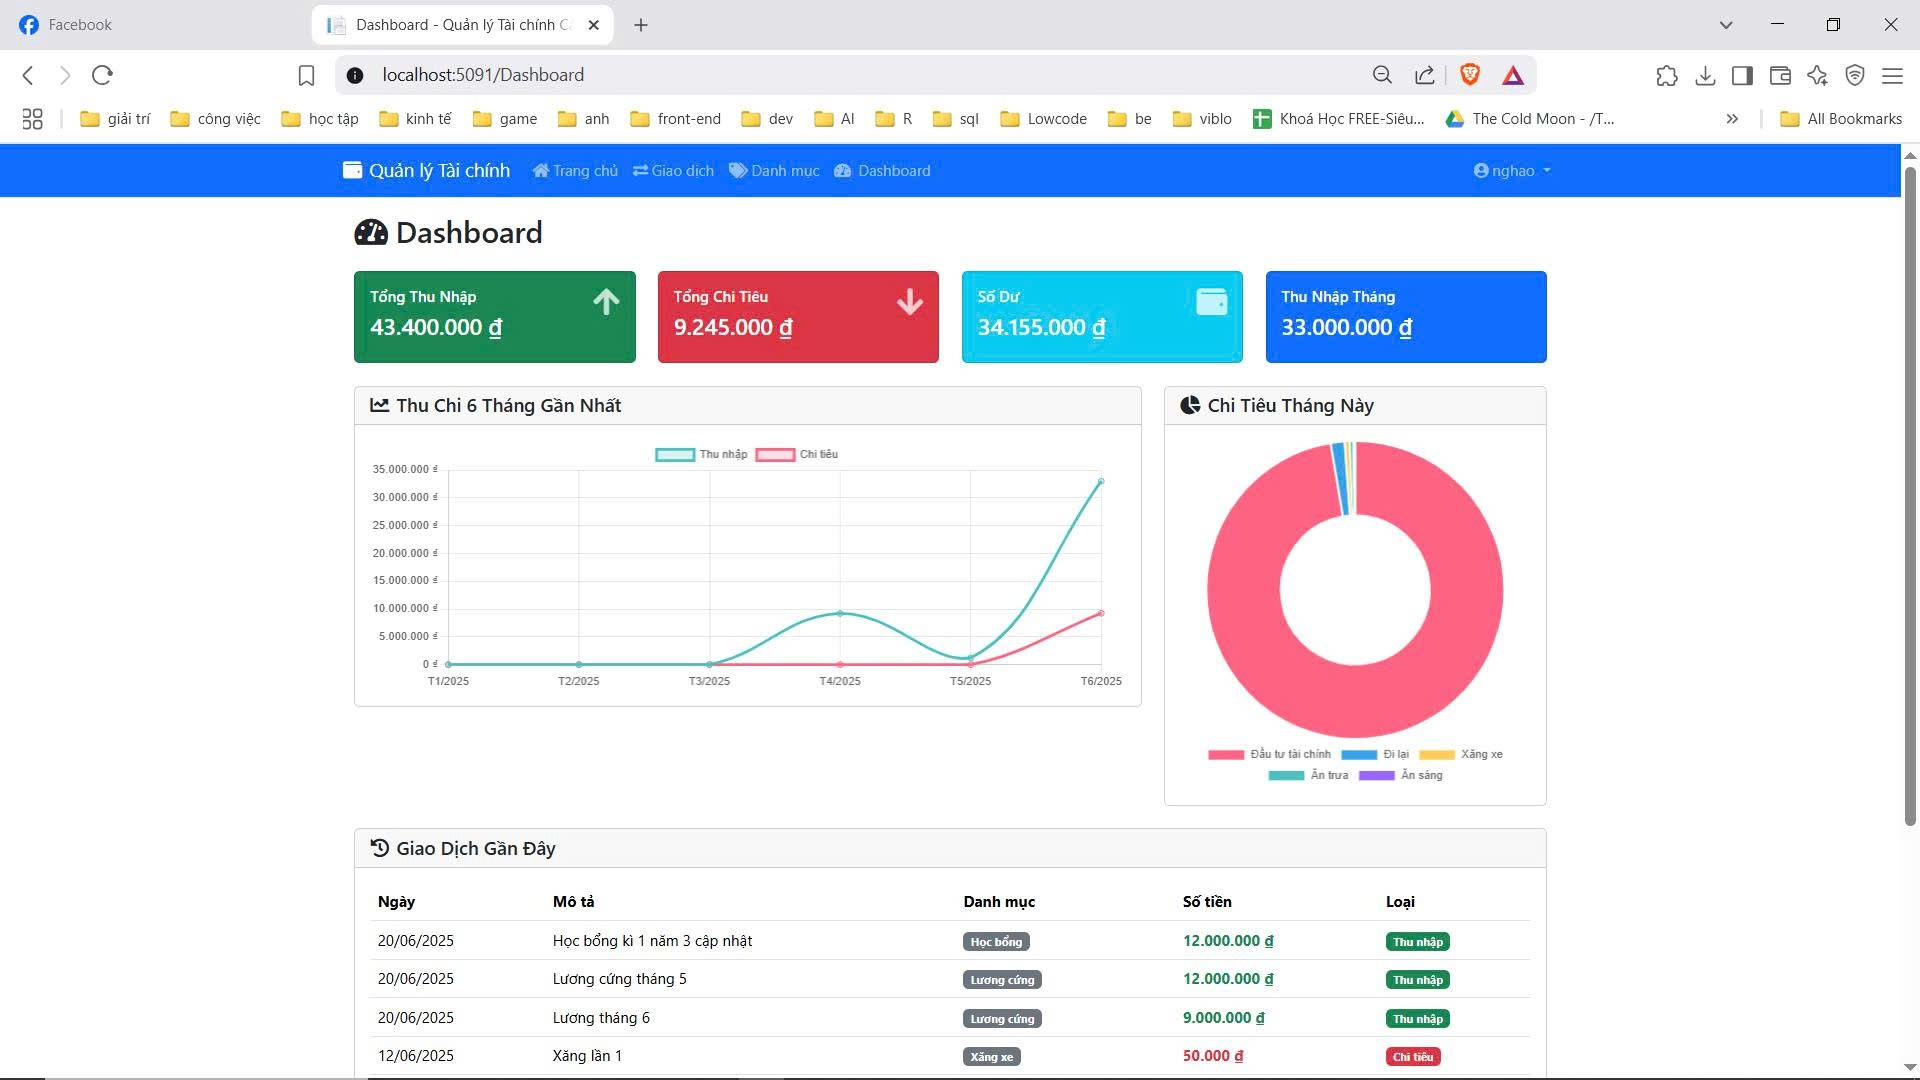 Facebook
Dashboard - Quản lý Tài chính C
localhost:5091/Dashboard
giải trí công việc học tập kinh tế game anh front-end dev AI R sql Lowcode be viblo Khoá Học FREE-Siêu... The Cold Moon - /T... » All Bookmarks
Quản lý Tài chính Trang chủ Giao dịch Danh mục Dashboard nghao
Dashboard
Tổng Thu Nhập
43.400.000 ₫
Tổng Chi Tiêu
9.245.000 ₫
Số Dư
34.155.000 ₫
Thu Nhập Tháng
33.000.000 ₫
Thu Chi 6 Tháng Gần Nhất
Thu nhập Chi tiêu
35.000.000 ₫
30.000.000 ₫
25.000.000 ₫
20.000.000 ₫
15.000.000 ₫
10.000.000 ₫
5.000.000 ₫
0 ₫
T1/2025 T2/2025 T3/2025 T4/2025 T5/2025 T6/2025
Chi Tiêu Tháng Này
Đầu tư tài chính Đi lại Xăng xe
Ăn trưa Ăn sáng
Giao Dịch Gần Đây
Ngày Mô tả Danh mục Số tiền Loại
20/06/2025 Học bổng kì 1 năm 3 cập nhật Học bổng 12.000.000 ₫ Thu nhập
20/06/2025 Lương cứng tháng 5 Lương cứng 12.000.000 ₫ Thu nhập
20/06/2025 Lương tháng 6 Lương cứng 9.000.000 ₫ Thu nhập
12/06/2025 Xăng lần 1 Xăng xe 50.000 ₫ Chi tiêu